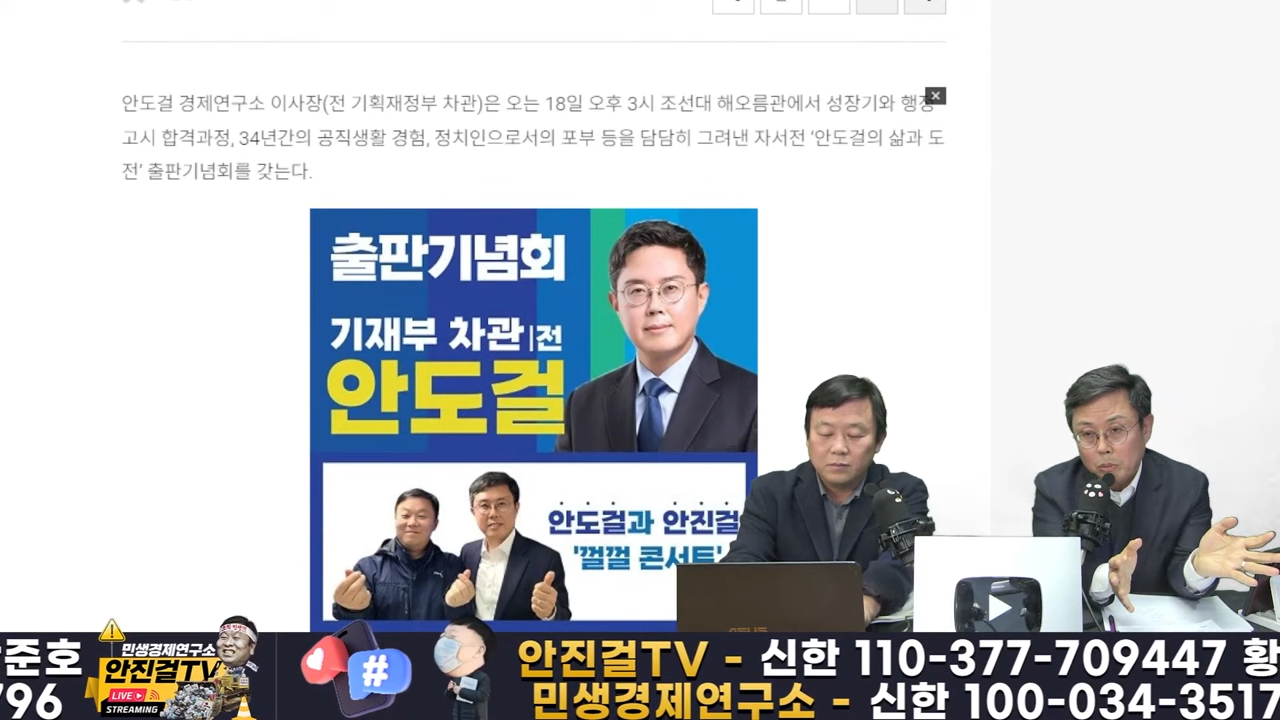 안도걸 경제연구소 이사장(전 기획재정부 차관)은 오는 18일 오후 3시 조선대 해오름관에서 성장기와 행정
고시 합격과정, 34년간의 공직생활 경험, 정치인으로서의 포부 등을 담담히 그려낸 자서전 ‘안도걸의 삶과 도
전’ 출판기념회를 갖는다.
출판기념회
기재부 차관 |전
안도걸
안도걸과 안진걸
'껄껄 콘서트'
준호
796
민생경제연구소
안진걸TV
LIVE
STREAMING
#
안진걸TV - 신한 110-377-709447 황
민생경제연구소 - 신한 100-034-3517